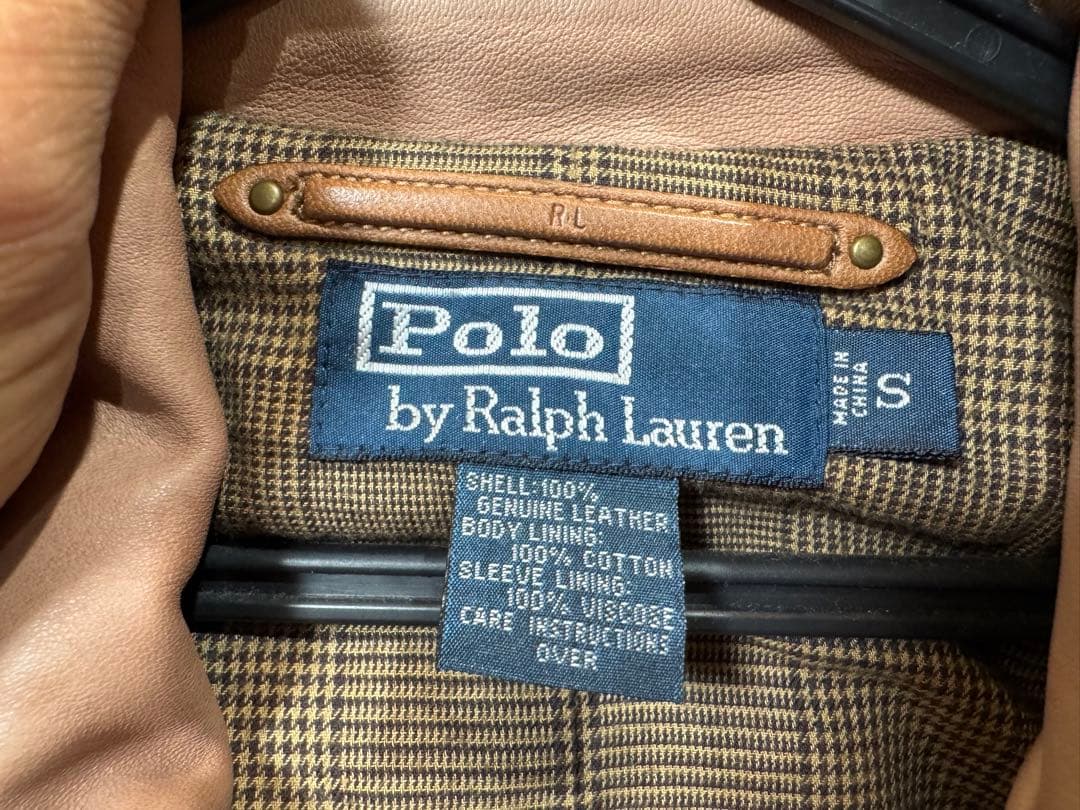 RL
Polo
by Ralph Lauren
MADE IN
CHINA
S
SHELL:100%
GENUINE LEATHER
BODY LINING:
100% COTTON
SLEEVE LINING:
100% VISCOSE
CARE INSTRUCTIONS
OVER